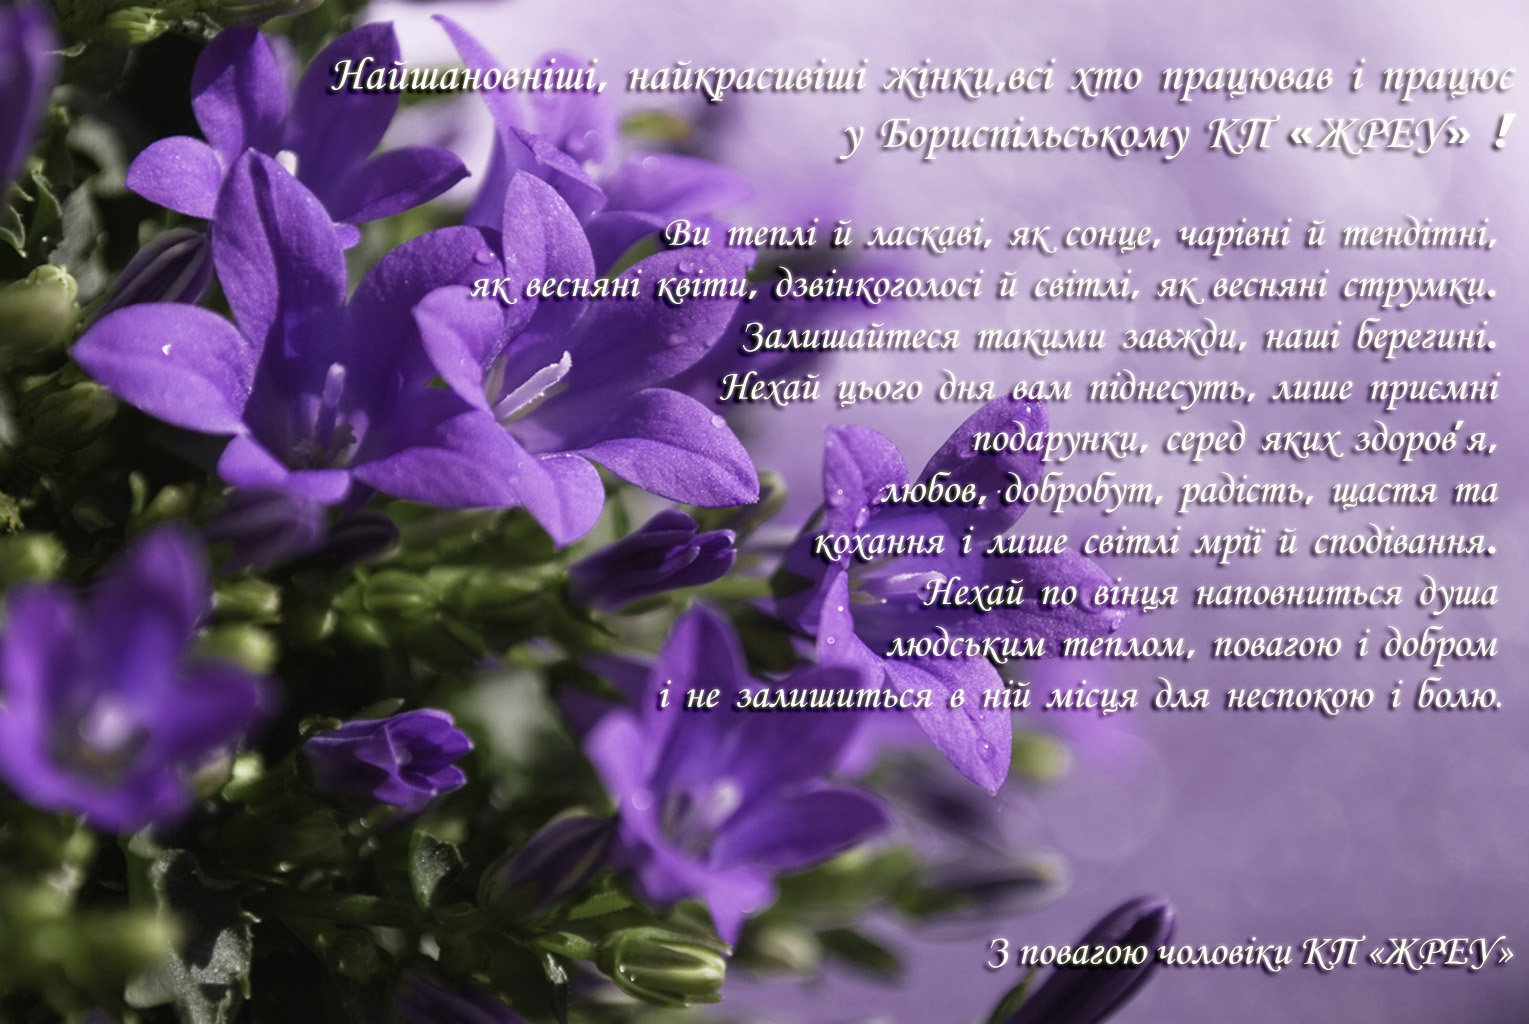 Найшановніші, найкрасивіші жінки,всі хто працював і працює
у Бориспільському КП «ЖРЕУ» !
Ви теплі й ласкаві, як сонце, чарівні й тендітні,
як весняні квіти, дзвінкоголосі й світлі, як весняні струмки.
Залишайтеся такими завжди, наші берегині.
Нехай цього дня вам піднесуть, лише приємні
подарунки, серед яких здоров'я,
любов, добробут, радість, щастя та
кохання і лише світлі мрії й сподівання.
Нехай по вінця наповниться душа
людським теплом, повагою і добром
і не залишиться в ній місця для неспокою і болю.
З повагою чоловіки КП «ЖРЕУ»